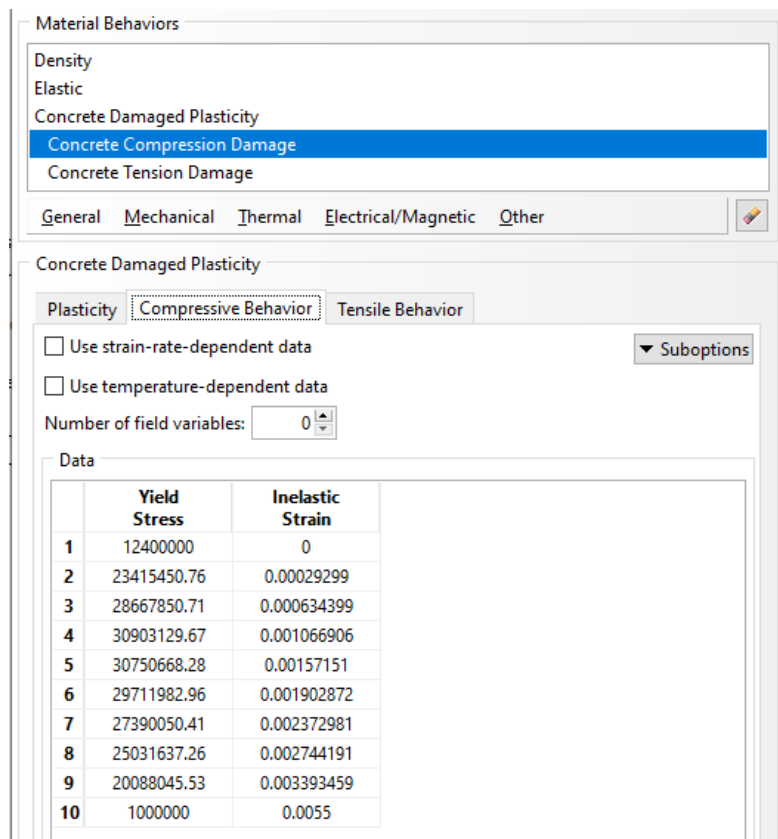 Material Behaviors
Density
Elastic
Concrete Damaged Plasticity
Concrete Compression Damage
Concrete Tension Damage
General Mechanical Thermal Electrical/Magnetic Other
Concrete Damaged Plasticity
Plasticity Compressive Behavior Tensile Behavior
Use strain-rate-dependent data
Suboptions
Use temperature-dependent data
Number of field variables: 0
Data
Yield Stress Inelastic Strain
1 12400000 0
2 23415450.76 0.00029299
3 28667850.71 0.000634399
4 30903129.67 0.001066906
5 30750668.28 0.00157151
6 29711982.96 0.001902872
7 27390050.41 0.002372981
8 25031637.26 0.002744191
9 20088045.53 0.003393459
10 1000000 0.0055